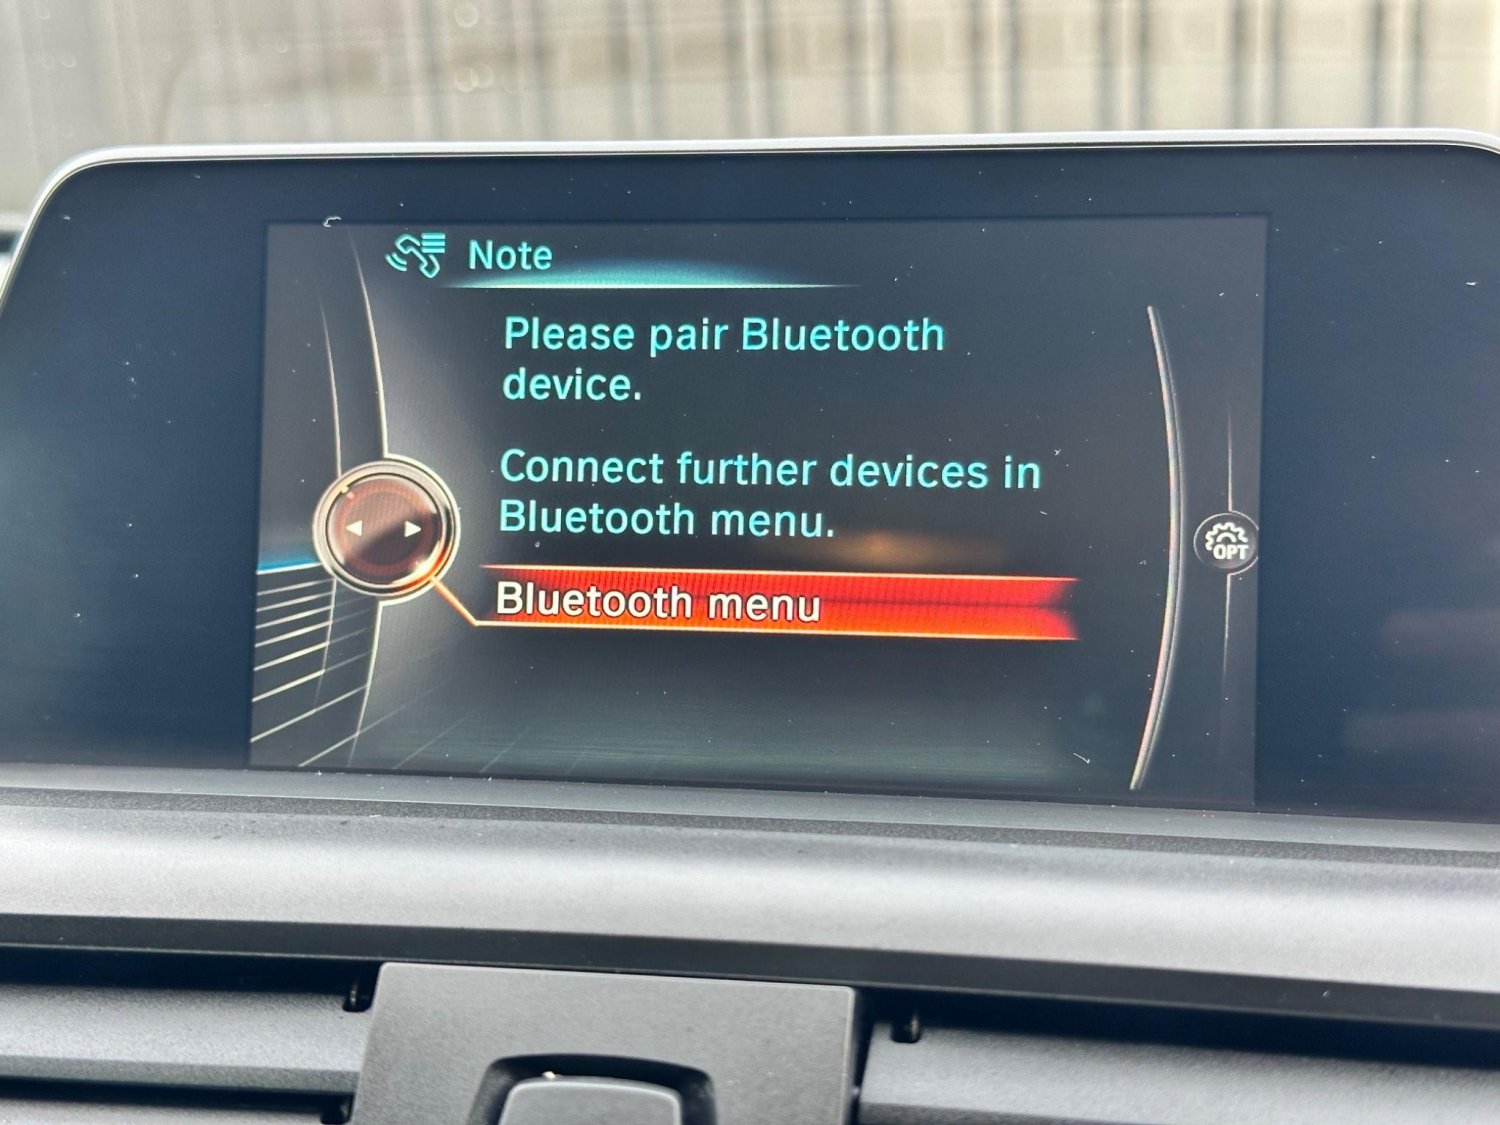 Note
Please pair Bluetooth
device.
Connect further devices in
Bluetooth menu.
Bluetooth menu
OPT